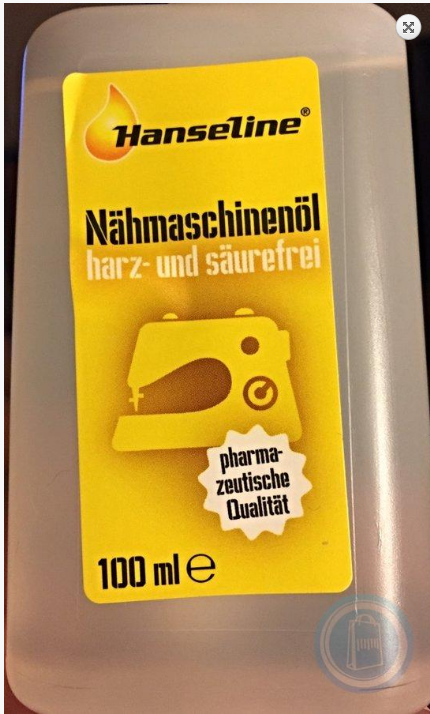 Hanseline®
Nähmaschinenöl
harz- und säurefrei
pharma-
zeutische
Qualität
100 ml ℮